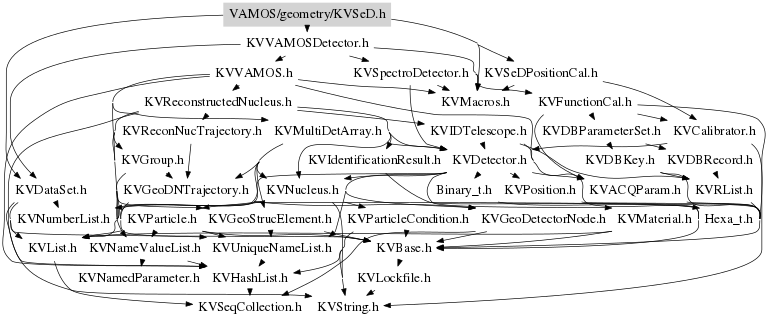 VAMOS/geometry/KVSeD.h
KVVAMOSDetector.h
KVVAMOS.h KVSpectroDetector.h KVSeDPositionCal.h
KVReconstructedNucleus.h KVMacros.h KVFunctionCal.h
KVReconNucTrajectory.h KVMultiDetArray.h KVIDTelescope.h KVDBParameterSet.h KVCalibrator.h
KVGroup.h KVIdentificationResult.h KVDetector.h KVDBKey.h KVDBRecord.h
KVDataSet.h KVGeoDNTrajectory.h KVNucleus.h Binary_t.h KVPosition.h KVACQParam.h KVRList.h
KVNumberList.h KVParticle.h KVGeoStrucElement.h KVParticleCondition.h KVGeoDetectorNode.h KVMaterial.h Hexa_t.h
KVList.h KVNameValueList.h KVUniqueNameList.h KVBase.h
KVNamedParameter.h KVHashList.h KVLockfile.h
KVSeqCollection.h KVString.h